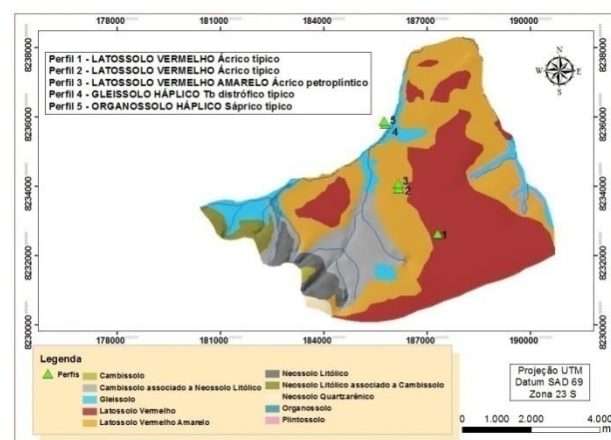 178000 181000 184000 187000 190000
8238000
8236000
8234000
8232000
8230000
Perfil 1 - LATOSSOLO VERMELHO Ácrico típico
Perfil 2 - LATOSSOLO VERMELHO Ácrico típico
Perfil 3 - LATOSSOLO VERMELHO AMARELO Ácrico petroplíntico
Perfil 4 - GLEISSOLO HÁPLICO Tb distrófico típico
Perfil 5 - ORGANOSSOLO HÁPLICO Sáprico típico
N
W E
S
5
4
3
2
1
8238000
8236000
8234000
8232000
8230000
178000 181000 184000 187000 190000
Legenda
Perfis
Cambissolo
Cambissolo associado a Neossolo Litólico
Gleissolo
Latossolo Vermelho
Latossolo Vermelho Amarelo
Neossolo Litólico
Neossolo Litólico associado a Cambissolo
Neossolo Quartzarênico
Organossolo
Plintossolo
Projeção UTM
Datum SAD 69
Zona 23 S
0 1.000 2.000 4.000
m